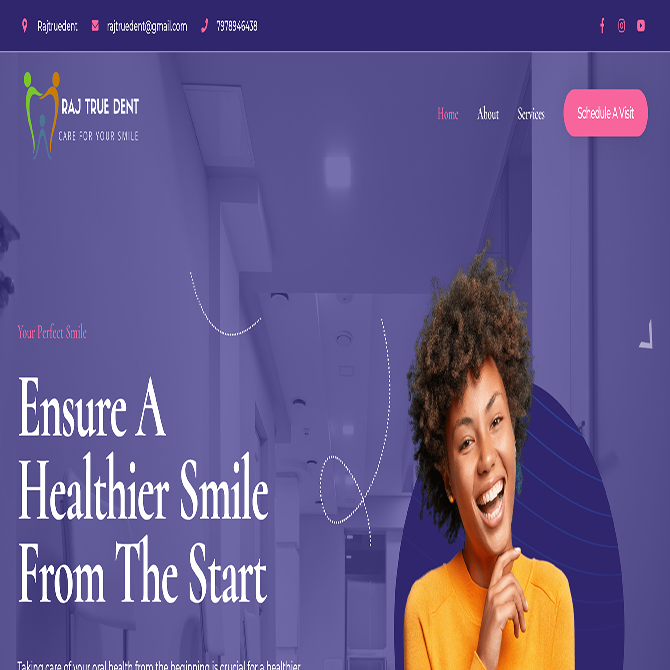 Rajtruedent rajtruedent@gmail.com 7978946438
RAJ TRUE DENT
CARE FOR YOUR SMILE
Home About Services Schedule A Visit
Your Perfect Smile
Ensure A
Healthier Smile
From The Start
Taking care of your oral health from the beginning is crucial for a healthier